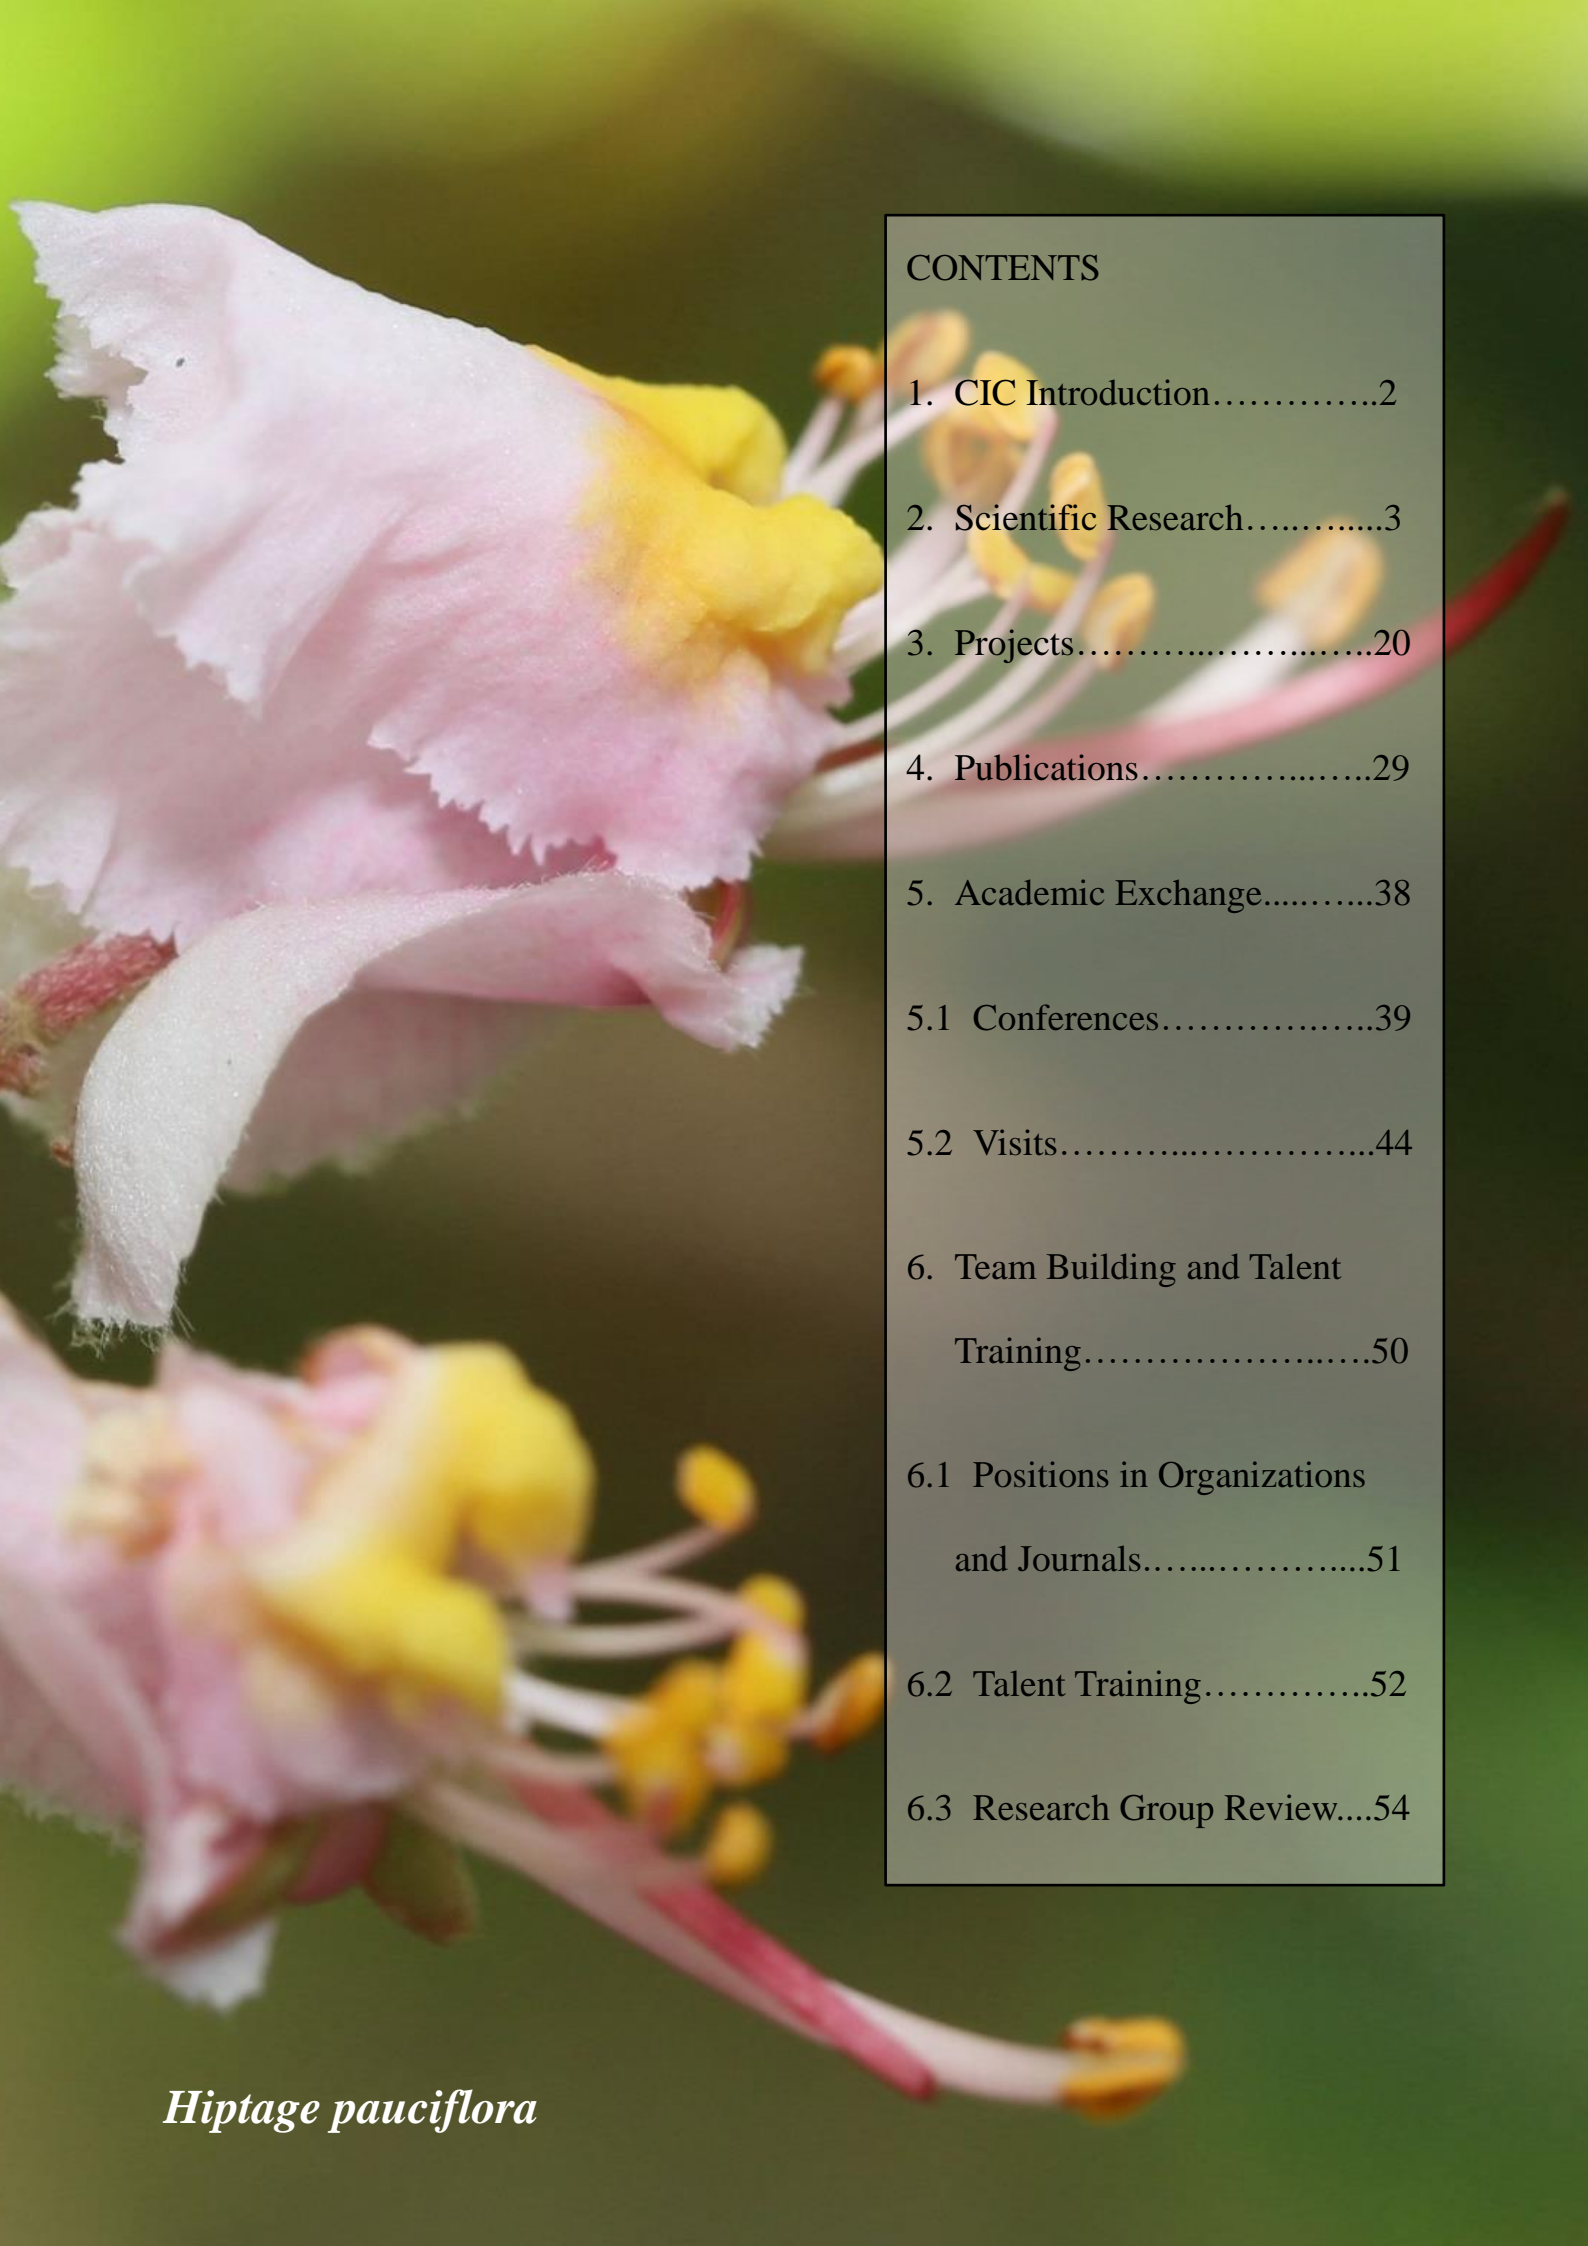 CONTENTS
1. CIC Introduction…………..2
2. Scientific Research…..…....3
3. Projects………...……...…..20
4. Publications…………...…..29
5. Academic Exchange.....…...38
5.1 Conferences………….…..39
5.2 Visits………...…………...44
6. Team Building and Talent
Training………………..….50
6.1 Positions in Organizations
and Journals.…...………....51
6.2 Talent Training…………..52
6.3 Research Group Review....54
Hiptage pauciflora